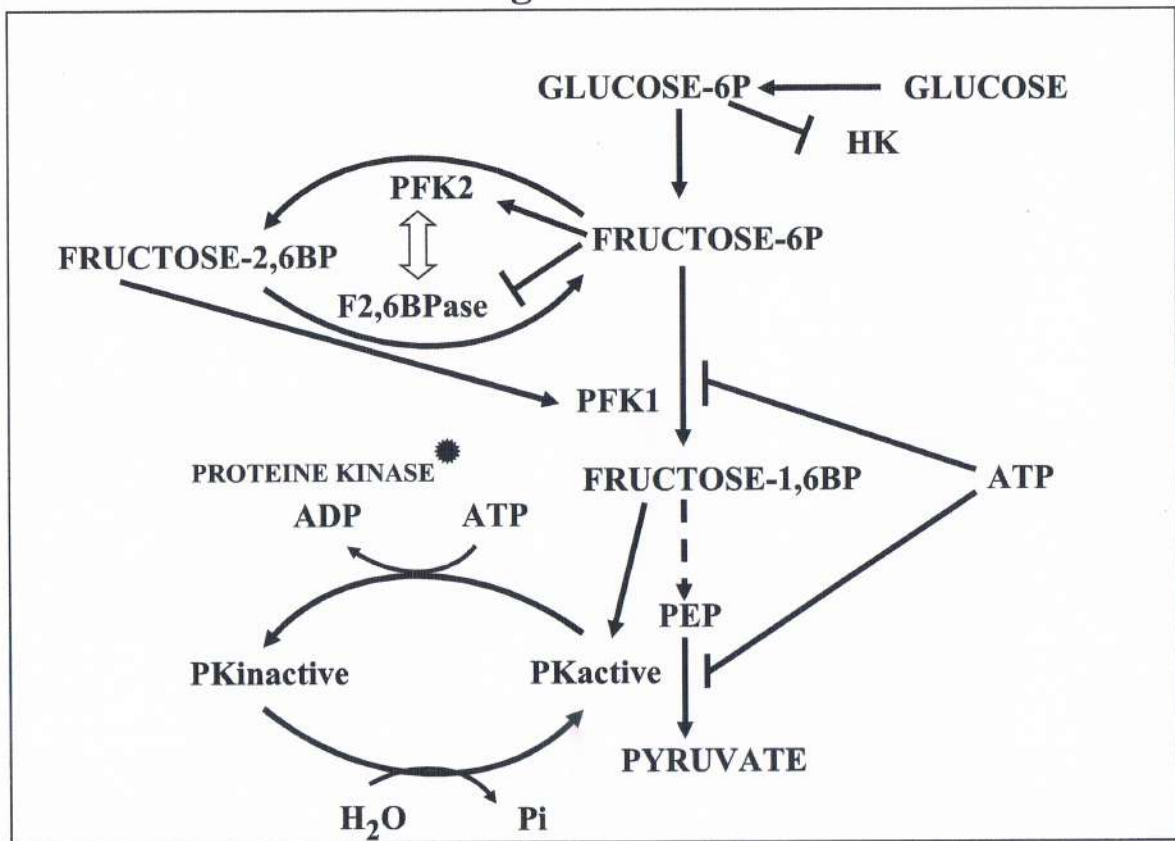 GLUCOSE-6P GLUCOSE
HK
PFK2
FRUCTOSE-6P
FRUCTOSE-2,6BP
F2,6BPase
PFK1
PROTEINE KINASE
FRUCTOSE-1,6BP
ATP
ADP ATP
PEP
PKinactive PKactive
PYRUVATE
H₂O Pi